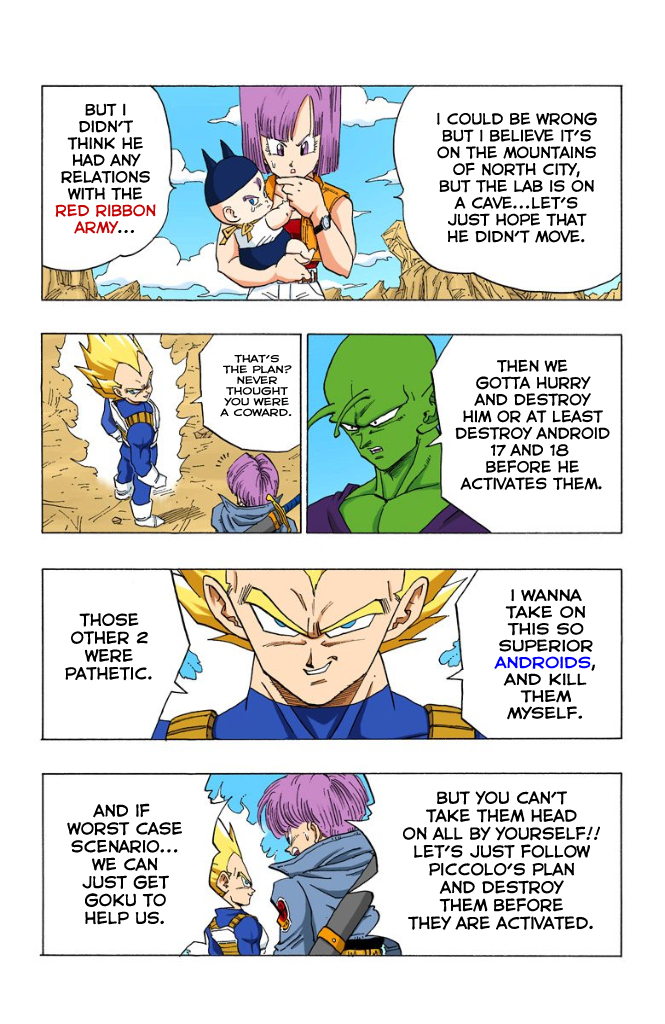 I COULD BE WRONG
BUT I BELIEVE IT'S
ON THE MOUNTAINS
OF NORTH CITY,
BUT THE LAB IS ON
A CAVE...LET'S
JUST HOPE THAT
HE DIDN'T MOVE.
BUT I
DIDN'T
THINK HE
HAD ANY
RELATIONS
WITH THE
RED RIBBON
ARMY...
THEN WE
GOTTA HURRY
AND DESTROY
HIM OR AT LEAST
DESTROY ANDROID
17 AND 18
BEFORE HE
ACTIVATES THEM.
THAT'S
THE PLAN?
NEVER
THOUGHT
YOU WERE
A COWARD.
I WANNA
TAKE ON
THIS SO
SUPERIOR
ANDROIDS,
AND KILL
THEM
MYSELF.
THOSE
OTHER 2
WERE
PATHETIC.
BUT YOU CAN'T
TAKE THEM HEAD
ON ALL BY YOURSELF!!
LET'S JUST FOLLOW
PICCOLO'S PLAN
AND DESTROY
THEM BEFORE
THEY ARE ACTIVATED.
AND IF
WORST CASE
SCENARIO...
WE CAN
JUST GET
GOKU TO
HELP US.